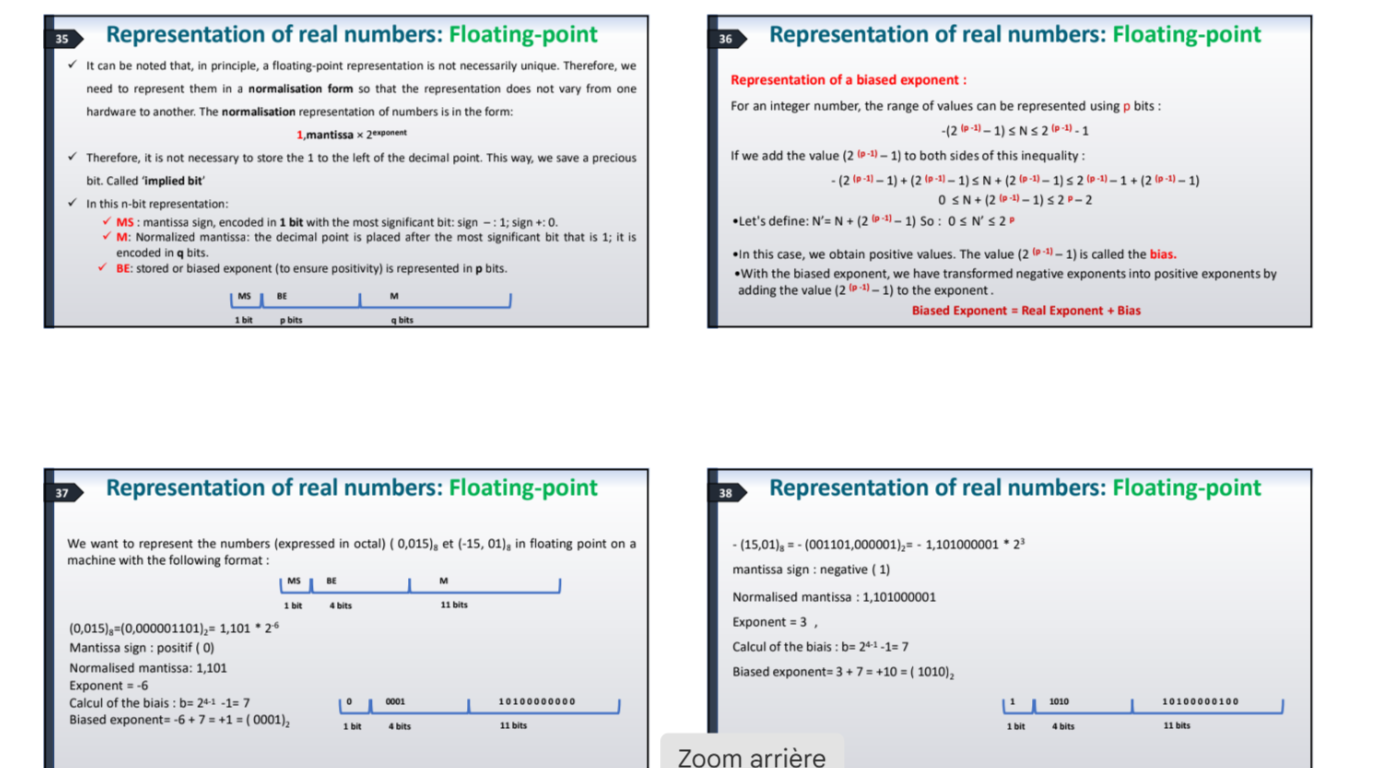 35
Representation of real numbers: Floating-point
✓ It can be noted that, in principle, a floating-point representation is not necessarily unique. Therefore, we
need to represent them in a normalisation form so that the representation does not vary from one
hardware to another. The normalisation representation of numbers is in the form:
1,mantissa × 2^exponent
✓ Therefore, it is not necessary to store the 1 to the left of the decimal point. This way, we save a precious
bit. Called 'implied bit'
✓ In this n-bit representation:
✓ MS : mantissa sign, encoded in 1 bit with the most significant bit: sign – : 1; sign +: 0.
✓ M: Normalized mantissa: the decimal point is placed after the most significant bit that is 1; it is
encoded in q bits.
✓ BE: stored or biased exponent (to ensure positivity) is represented in p bits.
MS BE M
1 bit p bits q bits
36
Representation of real numbers: Floating-point
Representation of a biased exponent :
For an integer number, the range of values can be represented using p bits :
-(2 ^(p-1) – 1) ≤ N ≤ 2 ^(p-1) - 1
If we add the value (2 ^(p-1) – 1) to both sides of this inequality :
- (2 ^(p-1) – 1) + (2 ^(p-1) – 1) ≤ N + (2 ^(p-1) – 1) ≤ 2 ^(p-1) – 1 + (2 ^(p-1) – 1)
0 ≤ N + (2 ^(p-1) – 1) ≤ 2 ^p – 2
•Let's define: N'= N + (2 ^(p-1) – 1) So : 0 ≤ N' ≤ 2 ^p
•In this case, we obtain positive values. The value (2 ^(p-1) – 1) is called the bias.
•With the biased exponent, we have transformed negative exponents into positive exponents by
adding the value (2 ^(p-1) – 1) to the exponent .
Biased Exponent = Real Exponent + Bias
37
Representation of real numbers: Floating-point
We want to represent the numbers (expressed in octal) ( 0,015)₈ et (-15, 01)₈ in floating point on a
machine with the following format :
MS BE M
1 bit 4 bits 11 bits
(0,015)₈=(0,000001101)₂= 1,101 * 2⁻⁶
Mantissa sign : positif ( 0)
Normalised mantissa: 1,101
Exponent = -6
Calcul of the biais : b= 2⁴⁻¹ -1= 7
Biased exponent= -6 + 7 = +1 = ( 0001)₂
0 0001 10100000000
1 bit 4 bits 11 bits
38
Representation of real numbers: Floating-point
- (15,01)₈ = - (001101,000001)₂= - 1,101000001 * 2³
mantissa sign : negative ( 1)
Normalised mantissa : 1,101000001
Exponent = 3 ,
Calcul of the biais : b= 2⁴⁻¹ -1= 7
Biased exponent= 3 + 7 = +10 = ( 1010)₂
1 1010 10100000100
1 bit 4 bits 11 bits
Zoom arrière